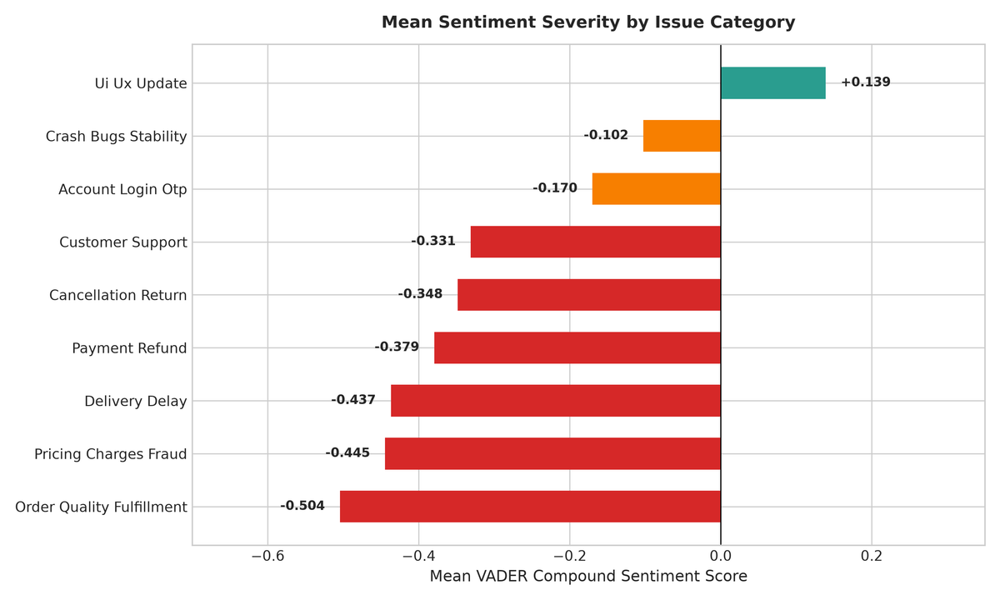 Mean Sentiment Severity by Issue Category
Ui Ux Update
+0.139
Crash Bugs Stability
-0.102
Account Login Otp
-0.170
Customer Support
-0.331
Cancellation Return
-0.348
Payment Refund
-0.379
Delivery Delay
-0.437
Pricing Charges Fraud
-0.445
Order Quality Fulfillment
-0.504
−0.6 −0.4 −0.2 0.0 0.2
Mean VADER Compound Sentiment Score